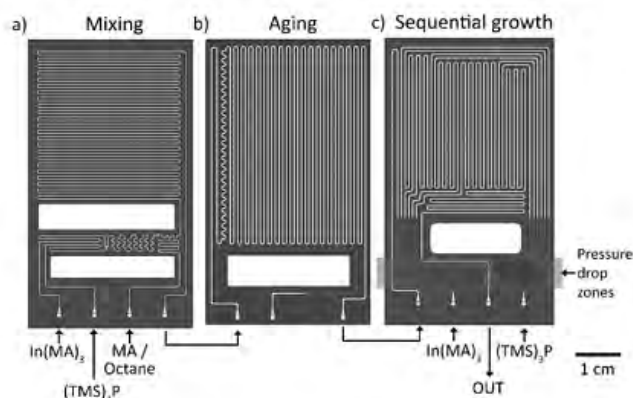 a) Mixing b) Aging c) Sequential growth
Pressure
drop
zones
In(MA)₃ MA / In(MA)₃ (TMS)₃P
Octane
(TMS)₃P OUT
1 cm